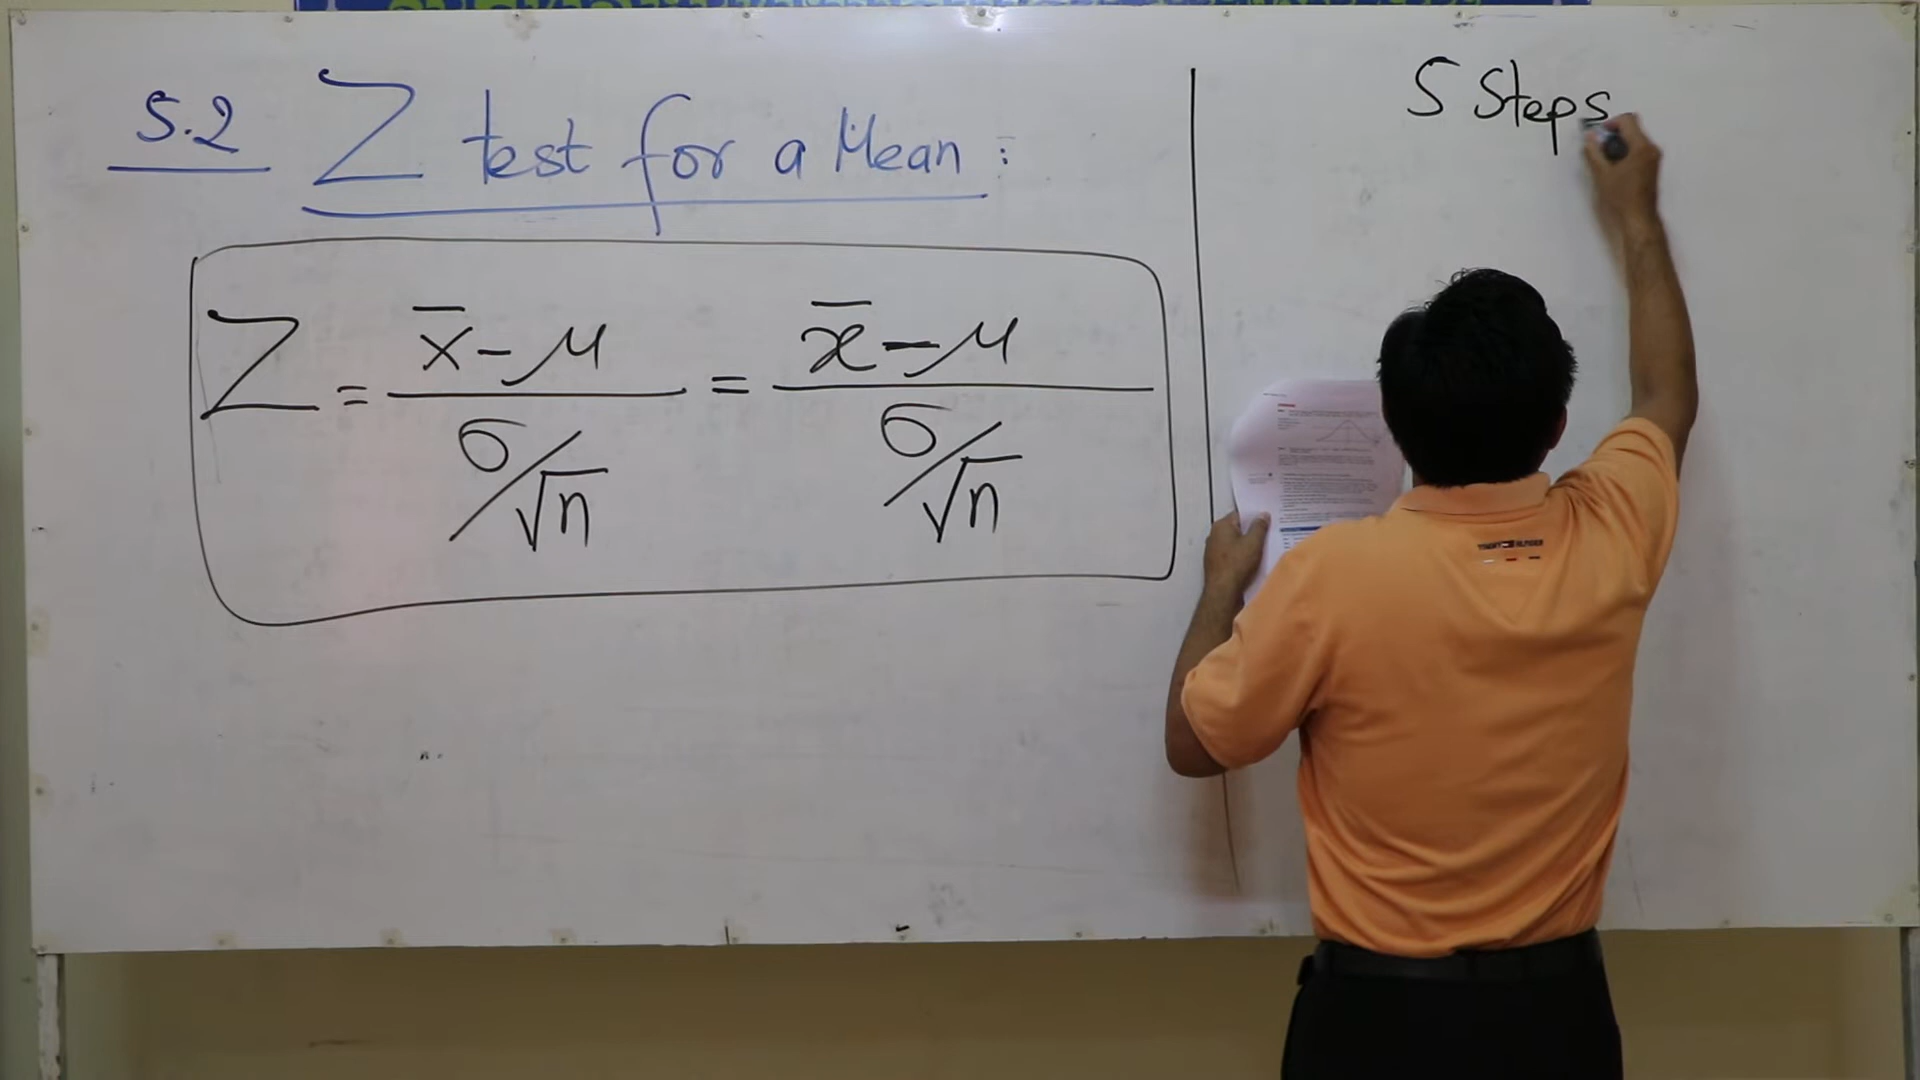 5.2 Z test for a Mean :
Z = x̄ - μ / σ/√n = x̄ - μ / σ/√n
5 Steps